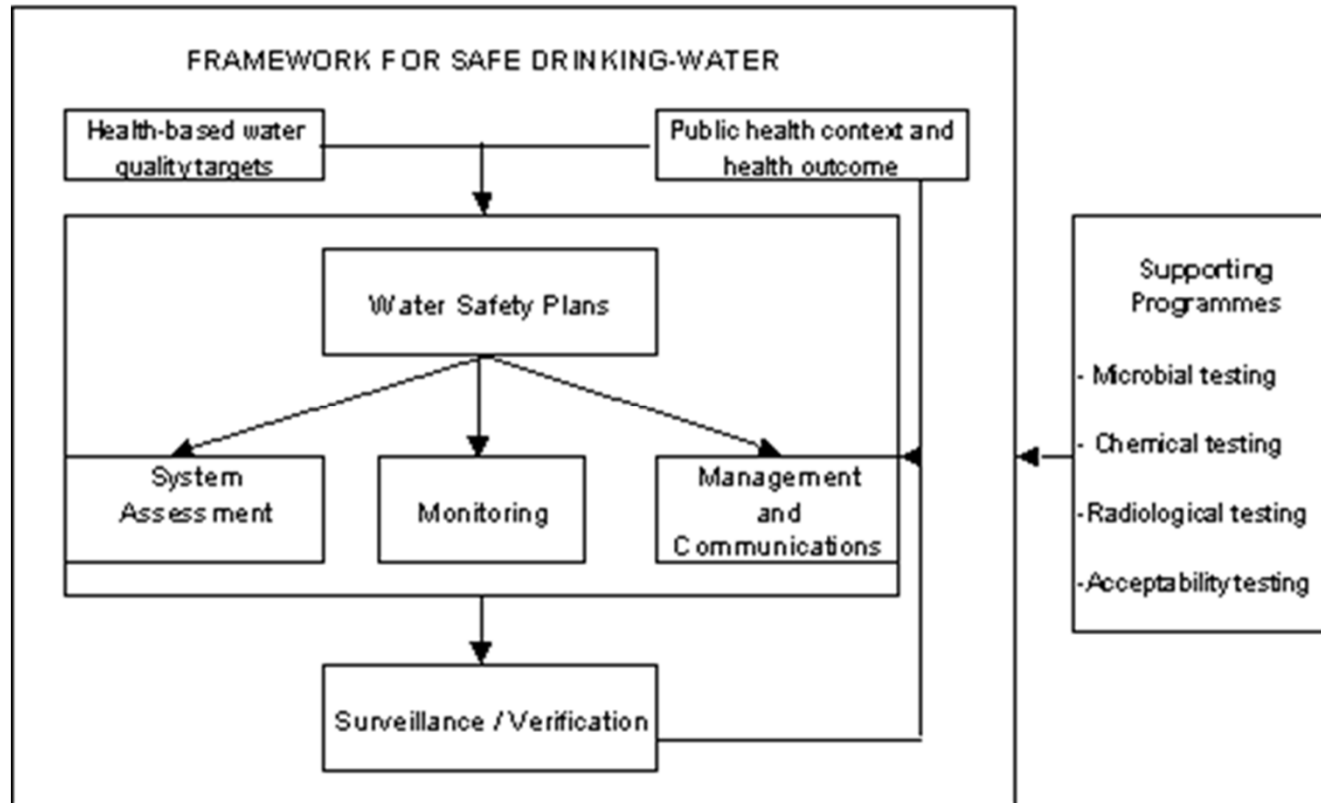 FRAMEWORK FOR SAFE DRINKING-WATER
Health-based water
quality targets
Public health context and
health outcome
Water Safety Plans
System
Assessment
Monitoring
Management
and
Communications
Surveillance / Verification
Supporting
Programmes
- Microbial testing
- Chemical testing
-Radiological testing
-Acceptability testing